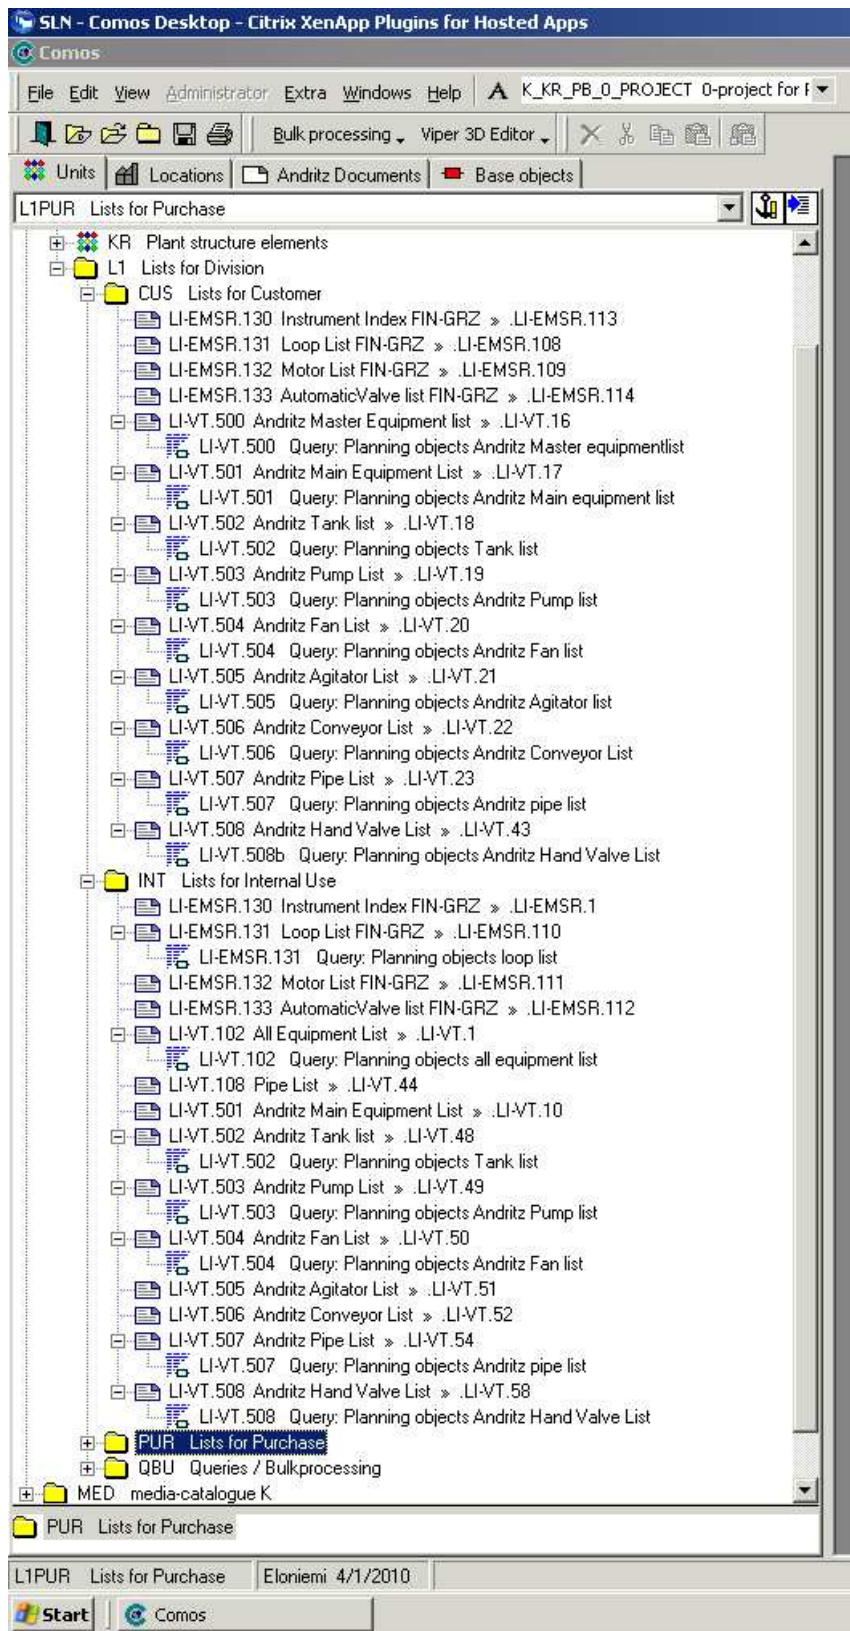 SLN - Comos Desktop - Citrix XenApp Plugins for Hosted Apps
Comos
File Edit View Administrator Extra Windows Help A K_KR_PB_0_PROJECT 0-project for
Bulk processing Viper 3D Editor
Units Locations Andritz Documents Base objects
L1PUR Lists for Purchase
KR Plant structure elements
L1 Lists for Division
CUS Lists for Customer
LI-EMSR.130 Instrument Index FIN-GRZ » .LI-EMSR.113
LI-EMSR.131 Loop List FIN-GRZ » .LI-EMSR.108
LI-EMSR.132 Motor List FIN-GRZ » .LI-EMSR.109
LI-EMSR.133 AutomaticValve list FIN-GRZ » .LI-EMSR.114
LI-VT.500 Andritz Master Equipment list » .LI-VT.16
LI-VT.500 Query: Planning objects Andritz Master equipmentlist
LI-VT.501 Andritz Main Equipment List » .LI-VT.17
LI-VT.501 Query: Planning objects Andritz Main equipment list
LI-VT.502 Andritz Tank list » .LI-VT.18
LI-VT.502 Query: Planning objects Tank list
LI-VT.503 Andritz Pump List » .LI-VT.19
LI-VT.503 Query: Planning objects Andritz Pump list
LI-VT.504 Andritz Fan List » .LI-VT.20
LI-VT.504 Query: Planning objects Andritz Fan list
LI-VT.505 Andritz Agitator List » .LI-VT.21
LI-VT.505 Query: Planning objects Andritz Agitator list
LI-VT.506 Andritz Conveyor List » .LI-VT.22
LI-VT.506 Query: Planning objects Andritz Conveyor List
LI-VT.507 Andritz Pipe List » .LI-VT.23
LI-VT.507 Query: Planning objects Andritz pipe list
LI-VT.508 Andritz Hand Valve List » .LI-VT.43
LI-VT.508b Query: Planning objects Andritz Hand Valve List
INT Lists for Internal Use
LI-EMSR.130 Instrument Index FIN-GRZ » .LI-EMSR.1
LI-EMSR.131 Loop List FIN-GRZ » .LI-EMSR.110
LI-EMSR.131 Query: Planning objects loop list
LI-EMSR.132 Motor List FIN-GRZ » .LI-EMSR.111
LI-EMSR.133 AutomaticValve list FIN-GRZ » .LI-EMSR.112
LI-VT.102 All Equipment List » .LI-VT.1
LI-VT.102 Query: Planning objects all equipment list
LI-VT.108 Pipe List » .LI-VT.44
LI-VT.501 Andritz Main Equipment List » .LI-VT.10
LI-VT.502 Andritz Tank list » .LI-VT.48
LI-VT.502 Query: Planning objects Tank list
LI-VT.503 Andritz Pump List » .LI-VT.49
LI-VT.503 Query: Planning objects Andritz Pump list
LI-VT.504 Andritz Fan List » .LI-VT.50
LI-VT.504 Query: Planning objects Andritz Fan list
LI-VT.505 Andritz Agitator List » .LI-VT.51
LI-VT.506 Andritz Conveyor List » .LI-VT.52
LI-VT.507 Andritz Pipe List » .LI-VT.54
LI-VT.507 Query: Planning objects Andritz pipe list
LI-VT.508 Andritz Hand Valve List » .LI-VT.58
LI-VT.508 Query: Planning objects Andritz Hand Valve List
PUR Lists for Purchase
QBU Queries / Bulkprocessing
MED media-catalogue K
PUR Lists for Purchase
L1PUR Lists for Purchase Eloniemi 4/1/2010
Start Comos